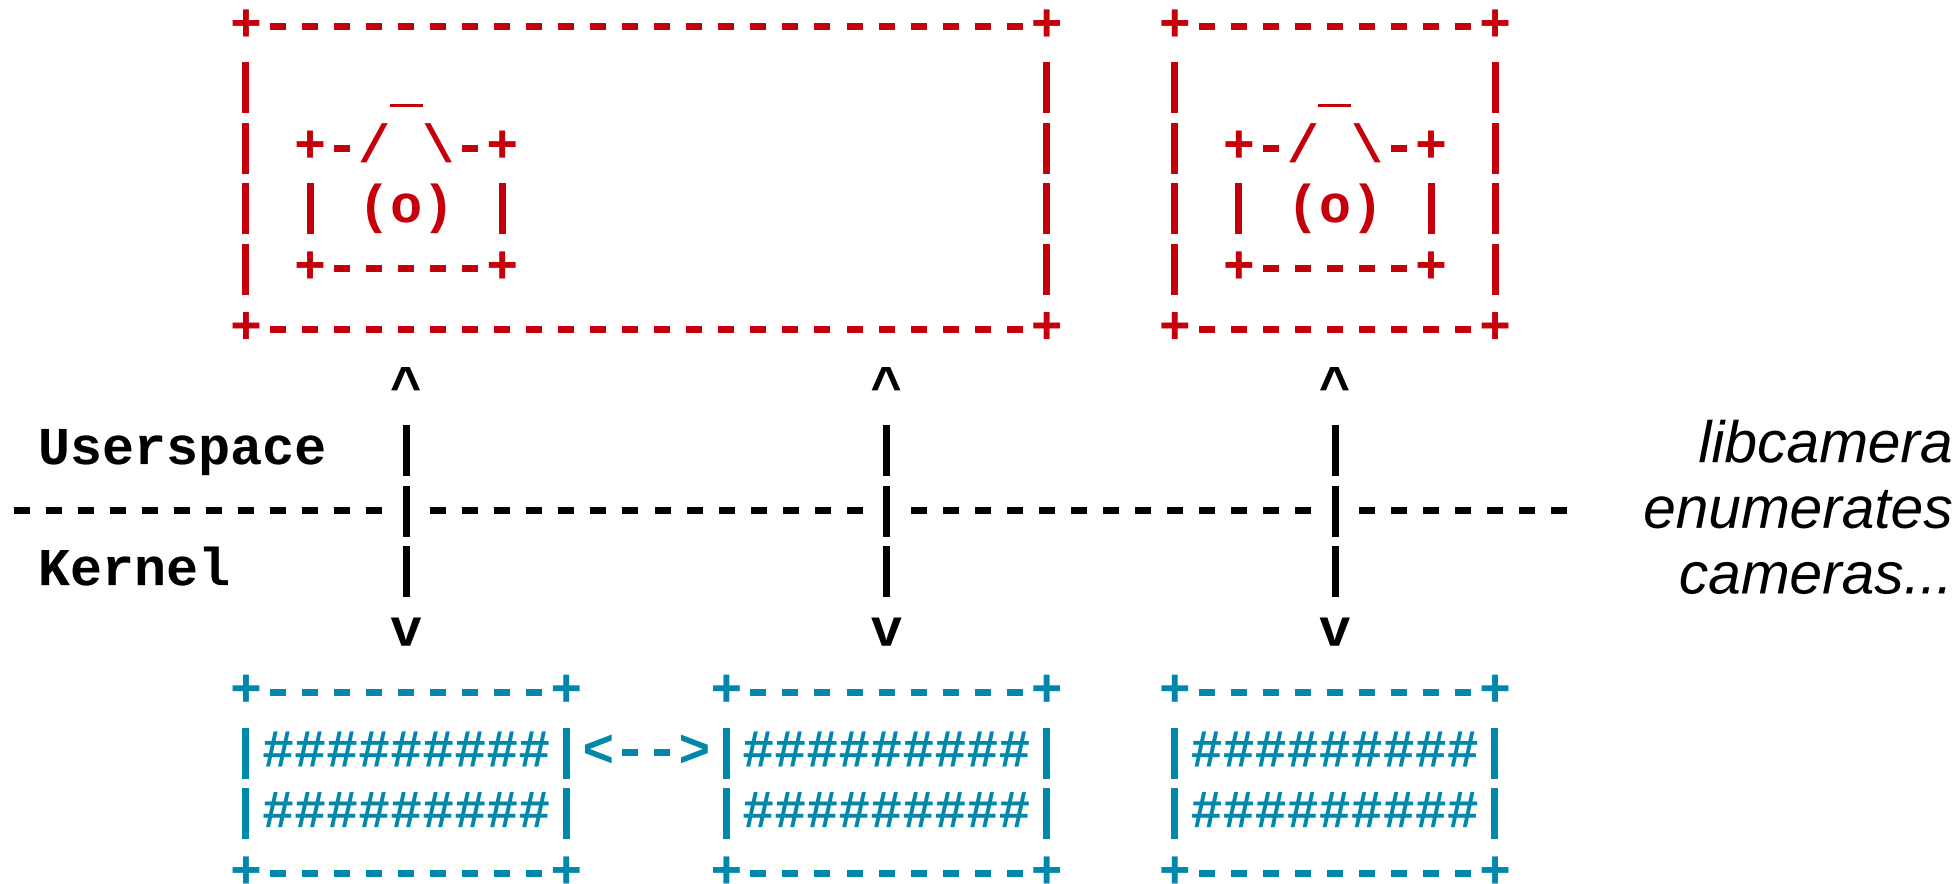 +-------------------------+   +---------+
|                         |   |         |
|    _                    |   |    _    |
| +-/ \-+                 |   | +-/ \-+ |
| | (o) |                 |   | | (o) | |
| +-----+                 |   | +-----+ |
+-------------------------+   +---------+
^ ^ ^
Userspace | | | libcamera
------------|--------------|-------------|------- enumerates
Kernel | | | cameras...
v v v
+---------+    +---------+   +---------+
|#########|<-->|#########|   |#########|
|#########|    |#########|   |#########|
+---------+    +---------+   +---------+